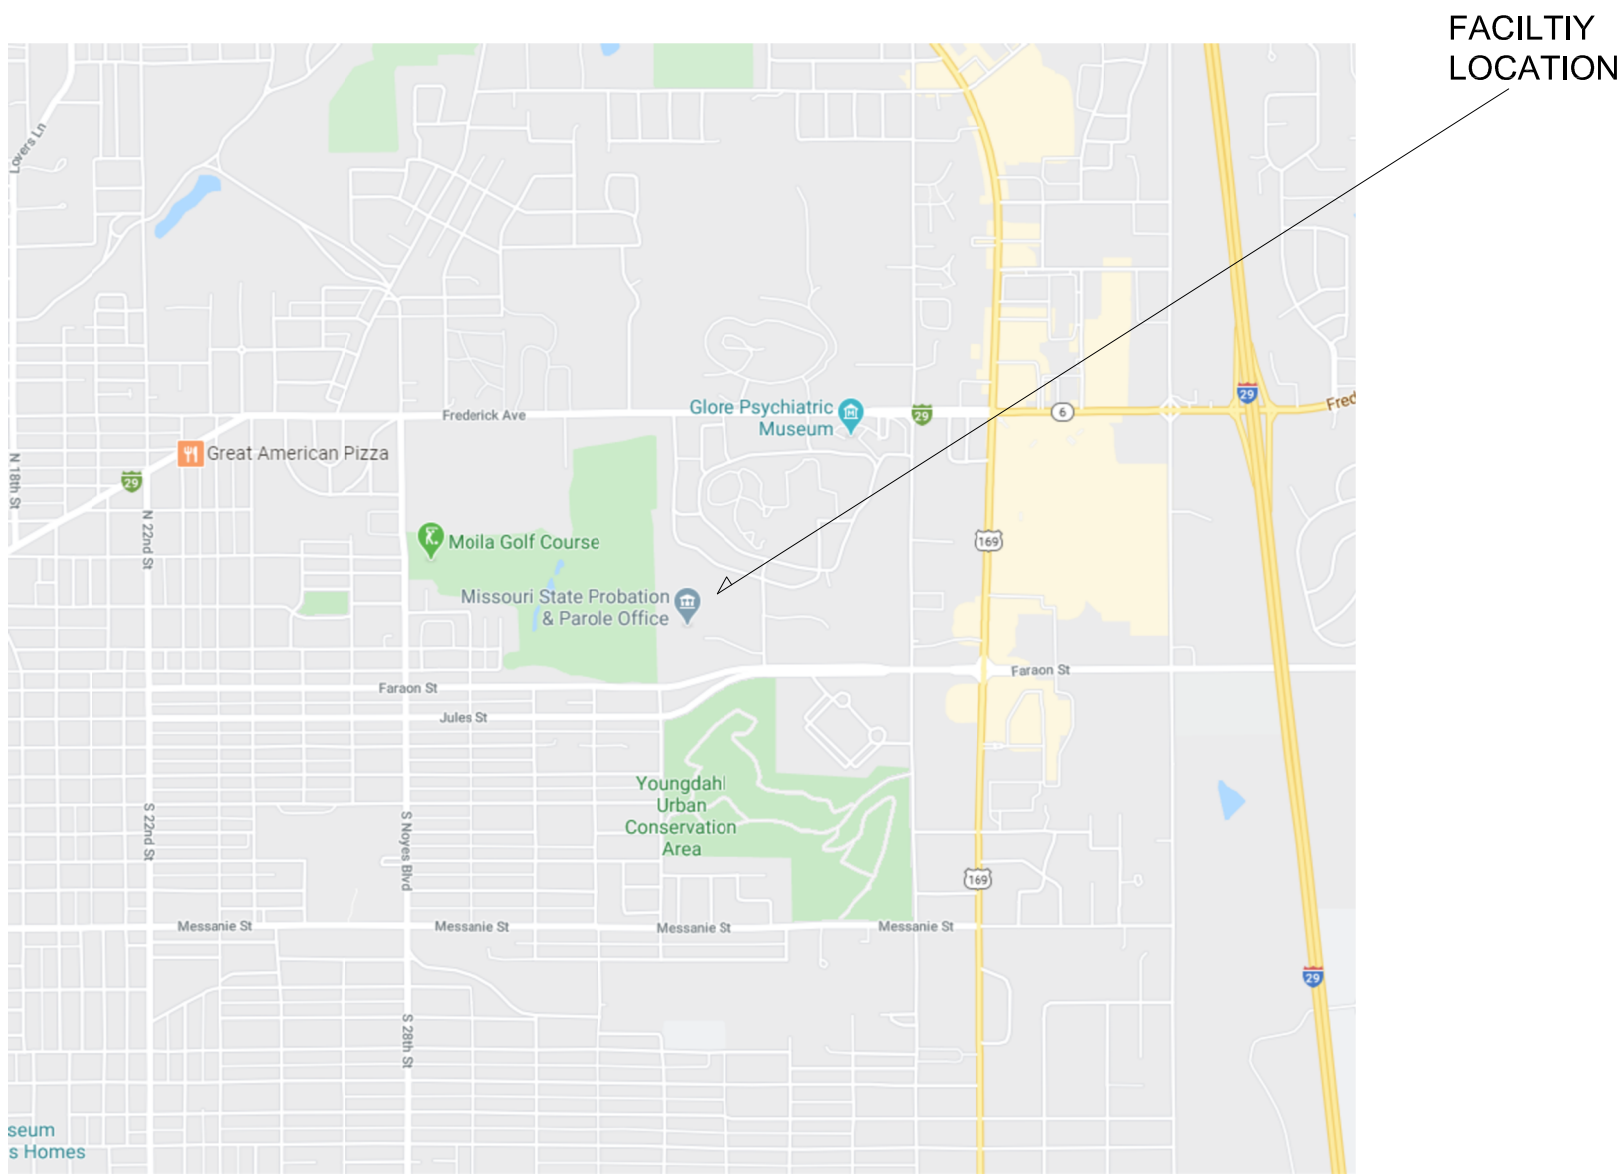 FACILTIY
LOCATION
Lovers Ln
Frederick Ave
Glore Psychiatric
Museum
29
6
29
Fred
Great American Pizza
29
N 18th St
N 22nd St
Moila Golf Course
169
Missouri State Probation
& Parole Office
Faraon St
Faraon St
Jules St
Youngdahl
Urban
Conservation
Area
S 22nd St
S Noyes Blvd
169
Messanie St
Messanie St
Messanie St
Messanie St
29
S 28th St
seum
s Homes